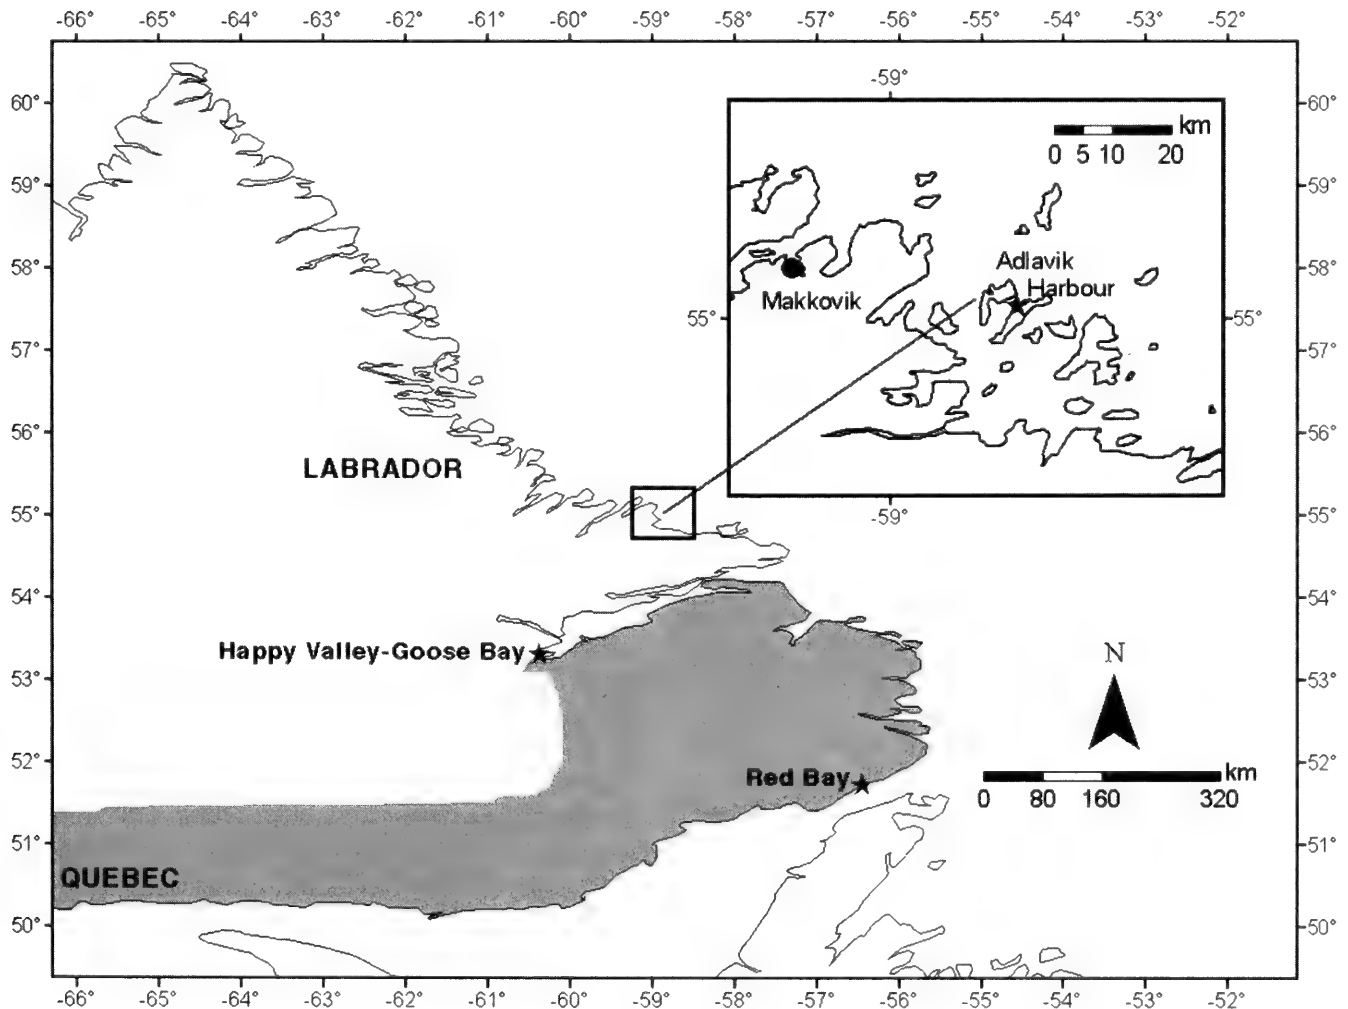 -66° -65° -64° -63° -62° -61° -60° -59° -58° -57° -56° -55° -54° -53° -52°
-59°
60° 60°
km
0 5 10 20
59° 59°
58° 58°
Adlavik
Harbour
Makkovik
55° 55°
57° 57°
56° 56°
LABRADOR
-59°
55° 55°
54° 54°
Happy Valley-Goose Bay
N
53° 53°
52° 52°
Red Bay
km
0 80 160 320
51° 51°
QUEBEC
50° 50°
-66° -65° -64° -63° -62° -61° -60° -59° -58° -57° -56° -55° -54° -53° -52°